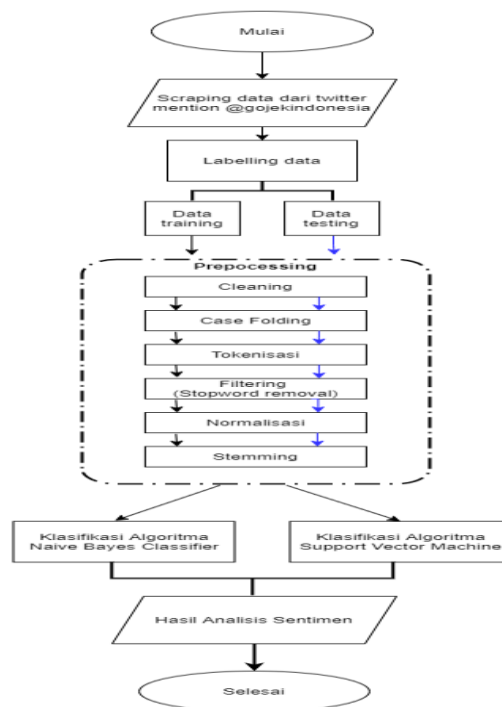 Mulai
Scraping data dari twitter
mention @gojekindonesia
Labelling data
Data
training
Data
testing
Prepocessing
Cleaning
Case Folding
Tokenisasi
Filtering
(Stopword removal)
Normalisasi
Stemming
Klasifikasi Algoritma
Naive Bayes Classifier
Klasifikasi Algoritma
Support Vector Machine
Hasil Analisis Sentimen
Selesai